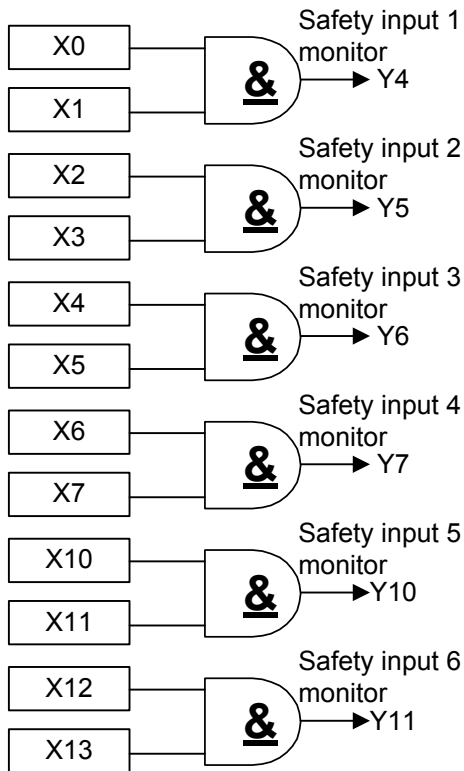 X0
X1
&
Safety input 1
monitor
Y4
X2
X3
&
Safety input 2
monitor
Y5
X4
X5
&
Safety input 3
monitor
Y6
X6
X7
&
Safety input 4
monitor
Y7
X10
X11
&
Safety input 5
monitor
Y10
X12
X13
&
Safety input 6
monitor
Y11